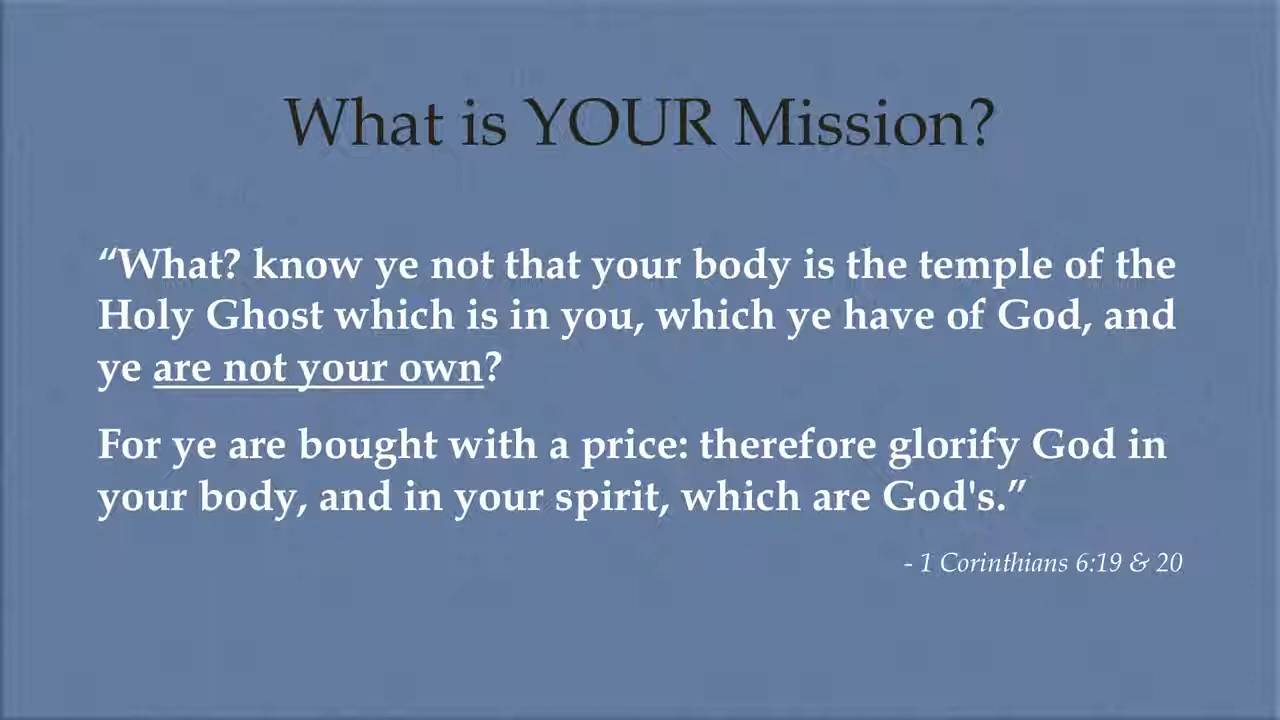 What is YOUR Mission?
“What? know ye not that your body is the temple of the
Holy Ghost which is in you, which ye have of God, and
ye are not your own?
For ye are bought with a price: therefore glorify God in
your body, and in your spirit, which are God's.”
- 1 Corinthians 6:19 & 20